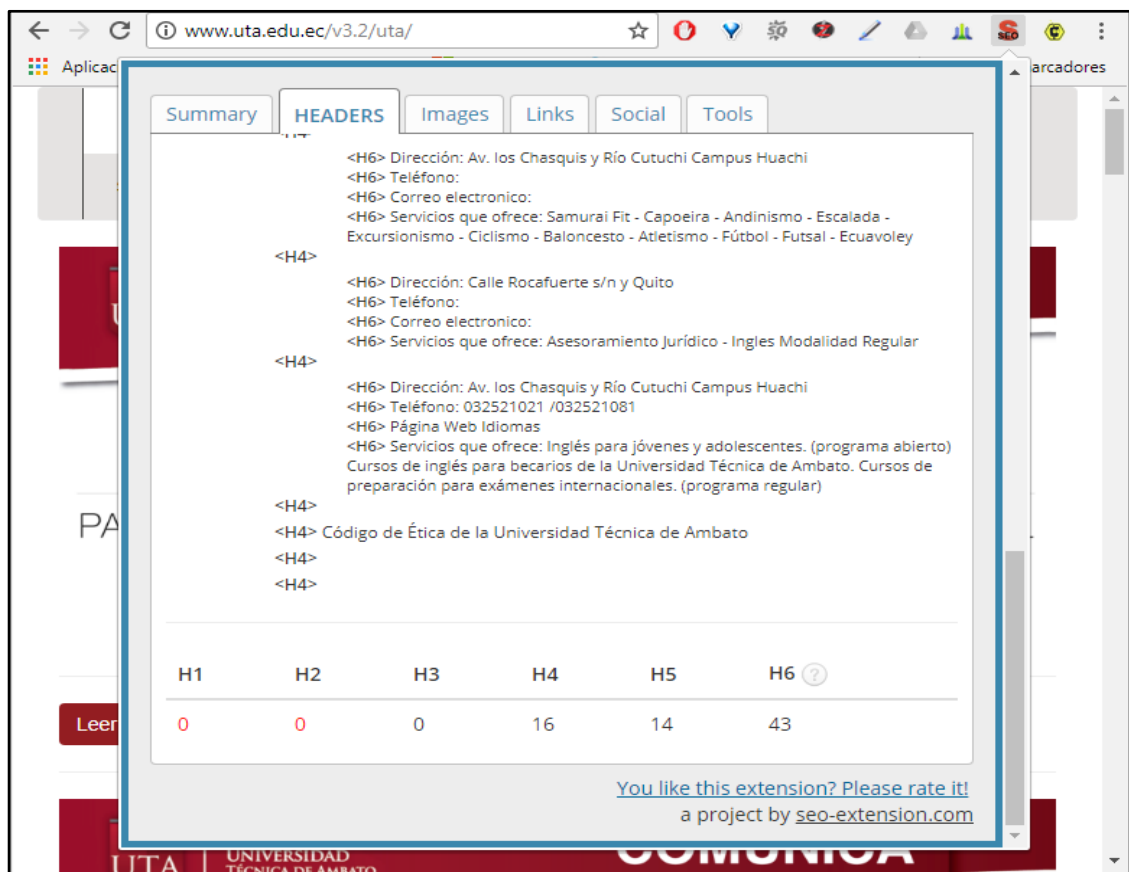 www.uta.edu.ec/v3.2/uta/
SEO
Aplicac
arcadores
Summary
HEADERS
Images
Links
Social
Tools
<H6> Dirección: Av. los Chasquis y Río Cutuchi Campus Huachi
<H6> Teléfono:
<H6> Correo electronico:
<H6> Servicios que ofrece: Samurai Fit - Capoeira - Andinismo - Escalada -
Excursionismo - Ciclismo - Baloncesto - Atletismo - Fútbol - Futsal - Ecuavoley
<H4>
<H6> Dirección: Calle Rocafuerte s/n y Quito
<H6> Teléfono:
<H6> Correo electronico:
<H6> Servicios que ofrece: Asesoramiento Jurídico - Ingles Modalidad Regular
<H4>
<H6> Dirección: Av. los Chasquis y Río Cutuchi Campus Huachi
<H6> Teléfono: 032521021 /032521081
<H6> Página Web Idiomas
<H6> Servicios que ofrece: Inglés para jóvenes y adolescentes. (programa abierto)
Cursos de inglés para becarios de la Universidad Técnica de Ambato. Cursos de
preparación para exámenes internacionales. (programa regular)
<H4>
PA
<H4> Código de Ética de la Universidad Técnica de Ambato
<H4>
<H4>
H1 H2 H3 H4 H5 H6 ?
Leer
0 0 0 16 14 43
You like this extension? Please rate it!
a project by seo-extension.com
UTA
UNIVERSIDAD
TÉCNICA DE AMBATO
COMUNICA